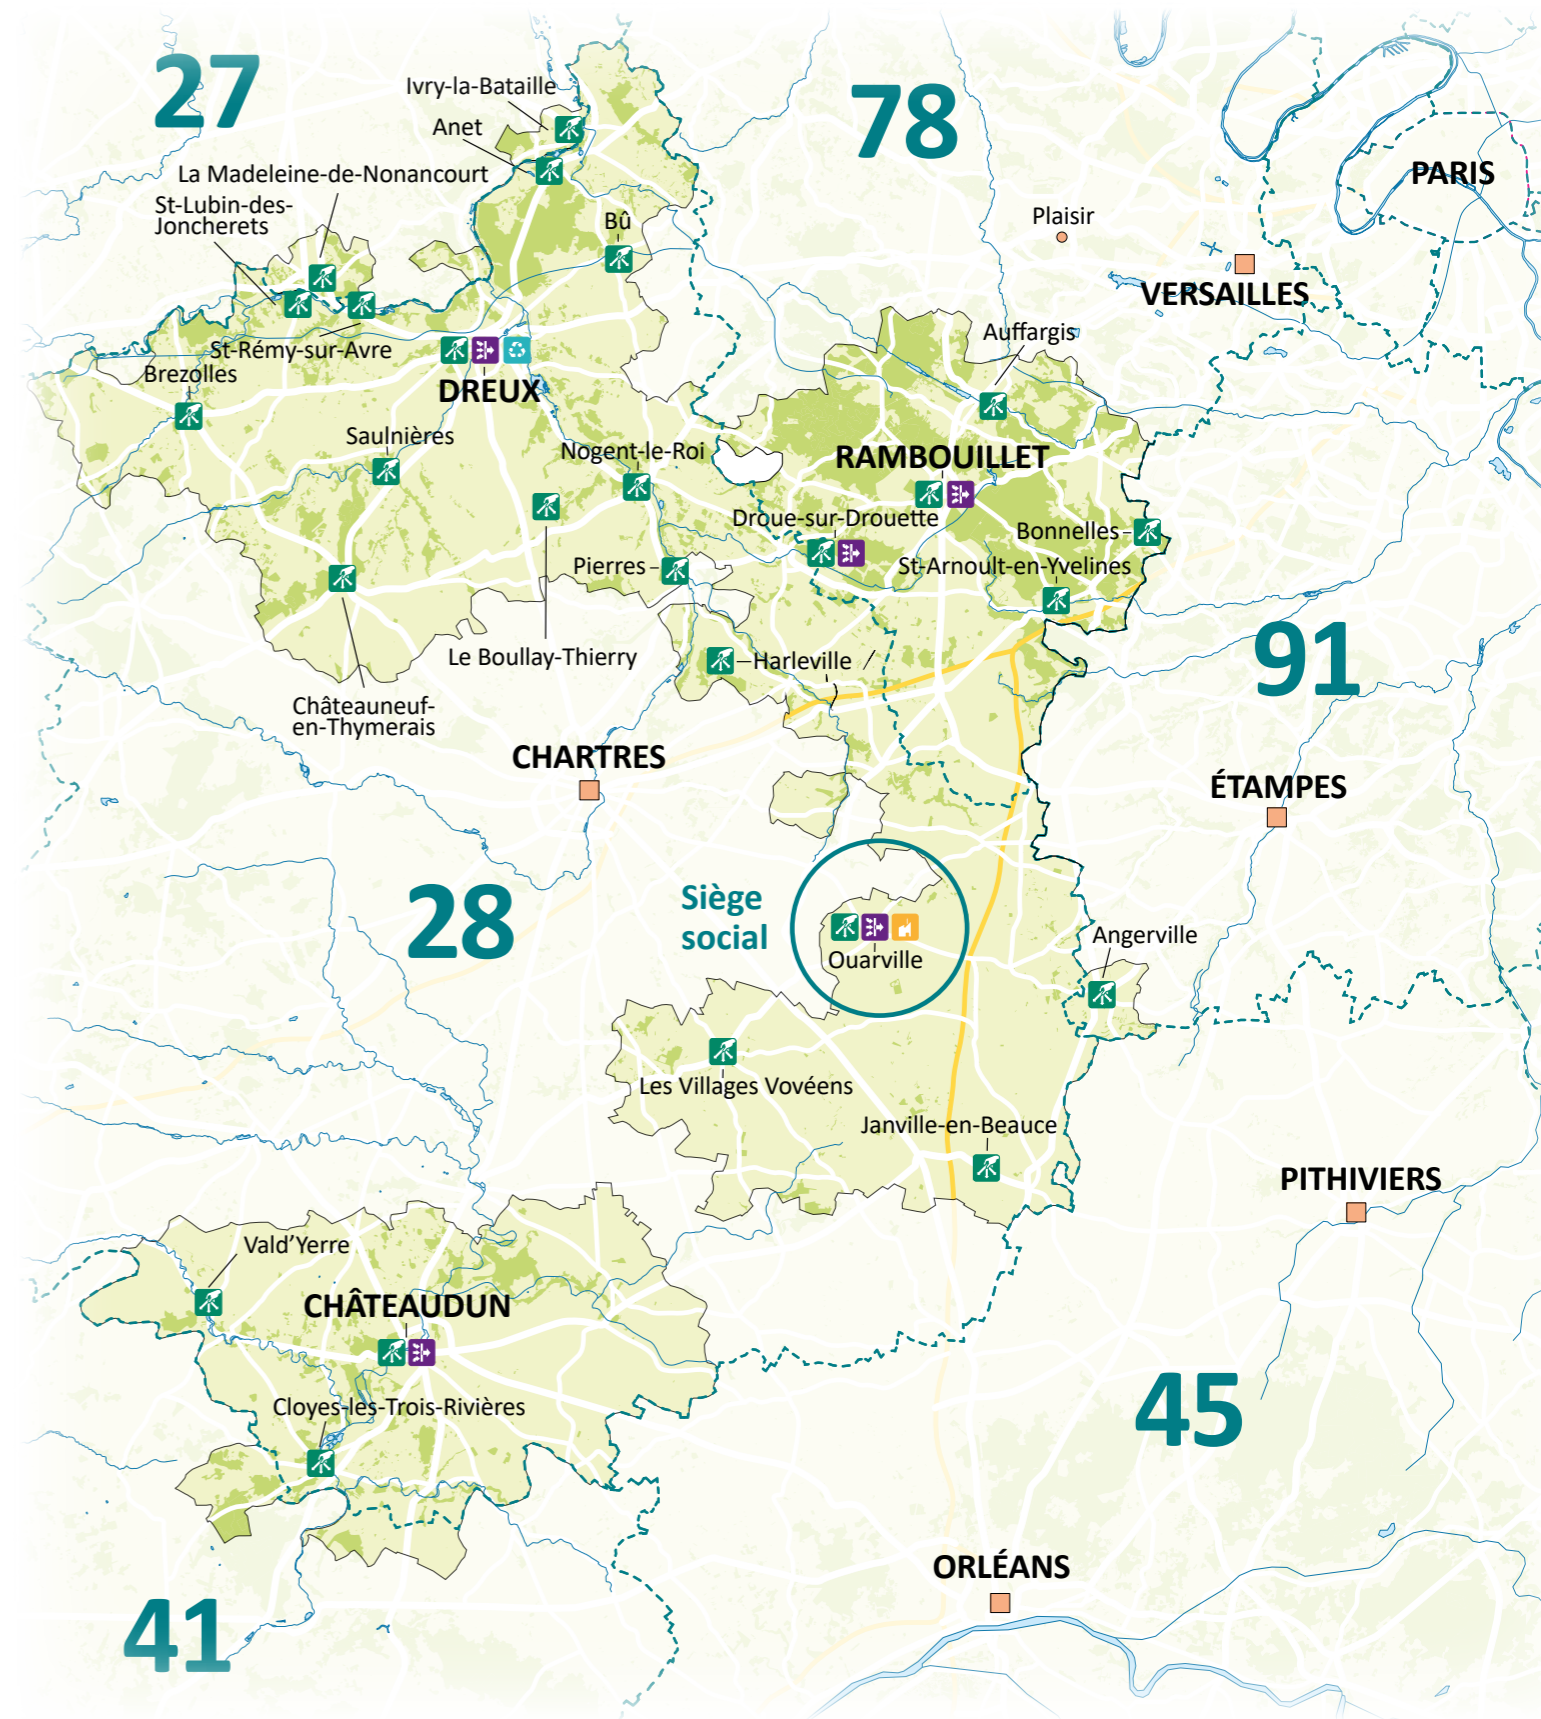 27
Ivry-la-Bataille
78
Anet
PARIS
La Madeleine-de-Nonancourt
St-Lubin-des-
Joncherets
Bû
Plaisir
VERSAILLES
Auffargis
St-Rémy-sur-Avre
Brezolles
DREUX
Saulnières
Nogent-le-Roi
RAMBOUILLET
Droue-sur-Drouette
Bonnelles
Pierres
St-Arnoult-en-Yvelines
Le Boullay-Thierry
Harleville
91
Châteauneuf-
en-Thymerais
CHARTRES
ÉTAMPES
28
Siège
social
Angerville
Ouarville
Les Villages Vovéens
Janville-en-Beauce
PITHIVIERS
Vald'Yerre
CHÂTEAUDUN
Cloyes-les-Trois-Rivières
45
ORLÉANS
41